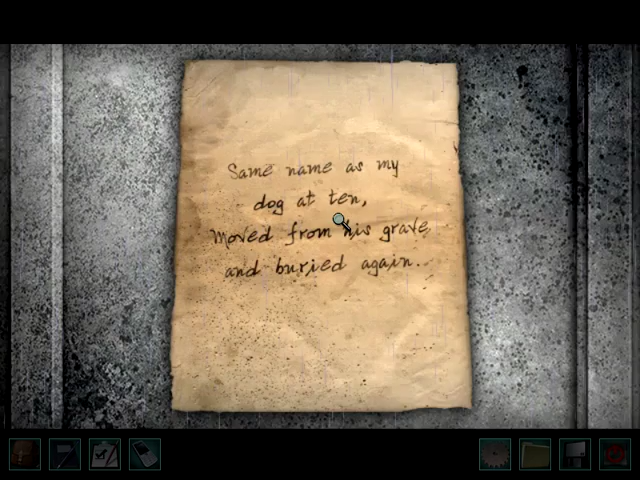 Same name as my
dog at ten,
moved from his grave
and buried again..